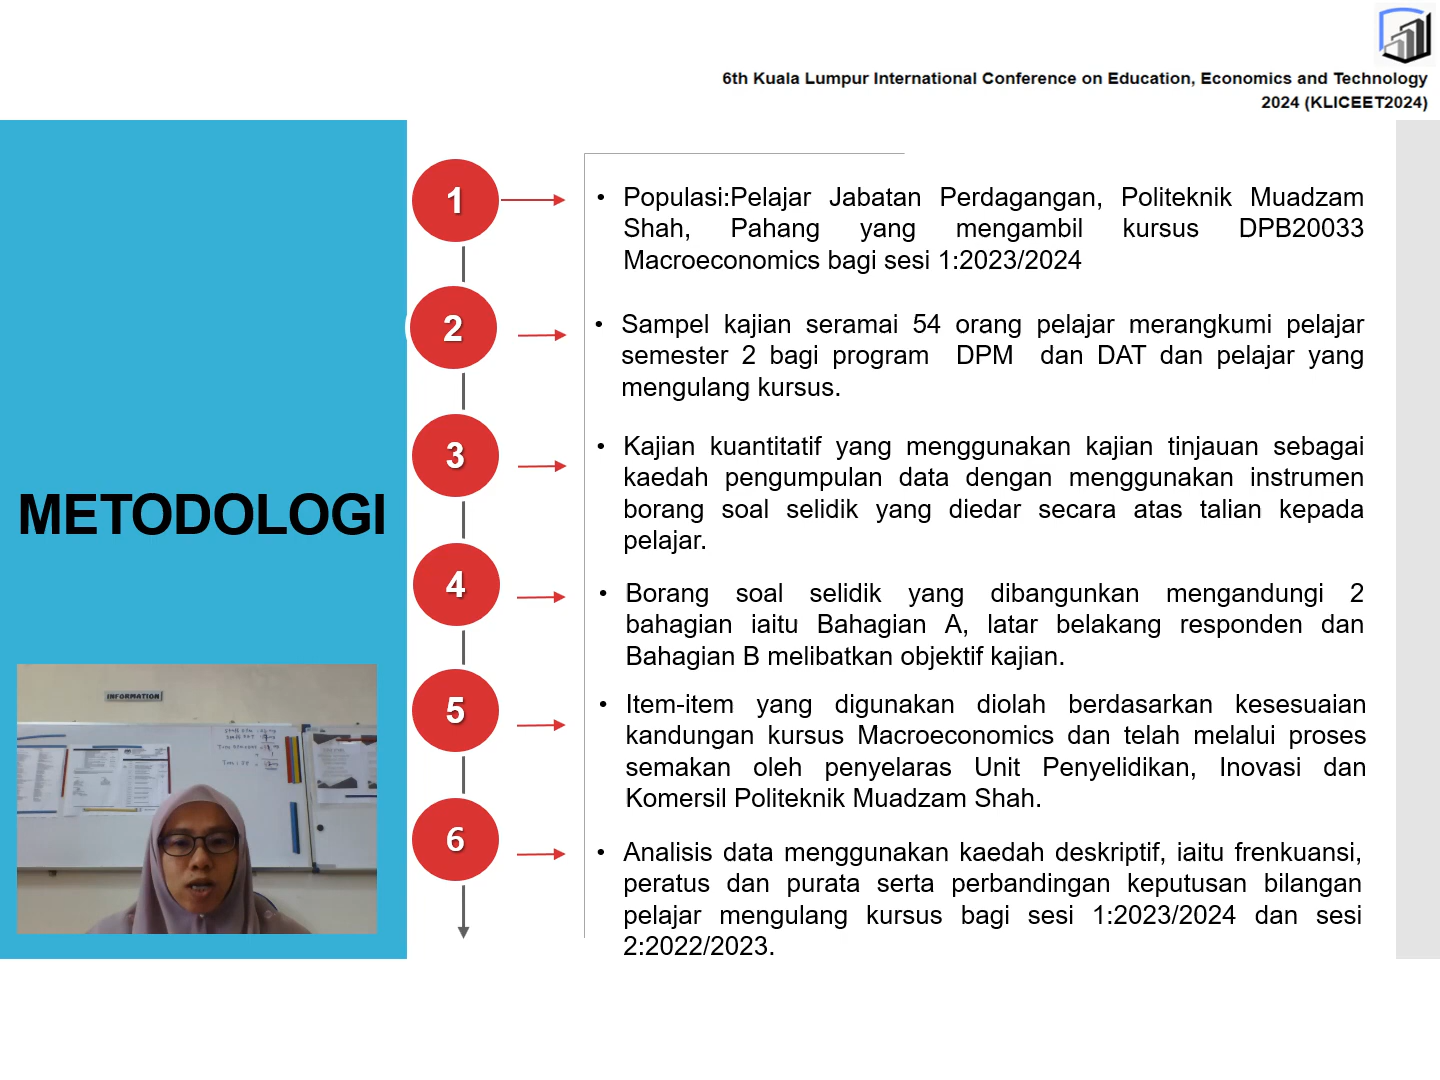 6th Kuala Lumpur International Conference on Education, Economics and Technology
2024 (KLICEET2024)
METODOLOGI
1
• Populasi:Pelajar Jabatan Perdagangan, Politeknik Muadzam
Shah, Pahang yang mengambil kursus DPB20033
Macroeconomics bagi sesi 1:2023/2024
2
• Sampel kajian seramai 54 orang pelajar merangkumi pelajar
semester 2 bagi program DPM dan DAT dan pelajar yang
mengulang kursus.
3
• Kajian kuantitatif yang menggunakan kajian tinjauan sebagai
kaedah pengumpulan data dengan menggunakan instrumen
borang soal selidik yang diedar secara atas talian kepada
pelajar.
4
• Borang soal selidik yang dibangunkan mengandungi 2
bahagian iaitu Bahagian A, latar belakang responden dan
Bahagian B melibatkan objektif kajian.
5
• Item-item yang digunakan diolah berdasarkan kesesuaian
kandungan kursus Macroeconomics dan telah melalui proses
semakan oleh penyelaras Unit Penyelidikan, Inovasi dan
Komersil Politeknik Muadzam Shah.
6
• Analisis data menggunakan kaedah deskriptif, iaitu frenkuansi,
peratus dan purata serta perbandingan keputusan bilangan
pelajar mengulang kursus bagi sesi 1:2023/2024 dan sesi
2:2022/2023.
INFORMATION